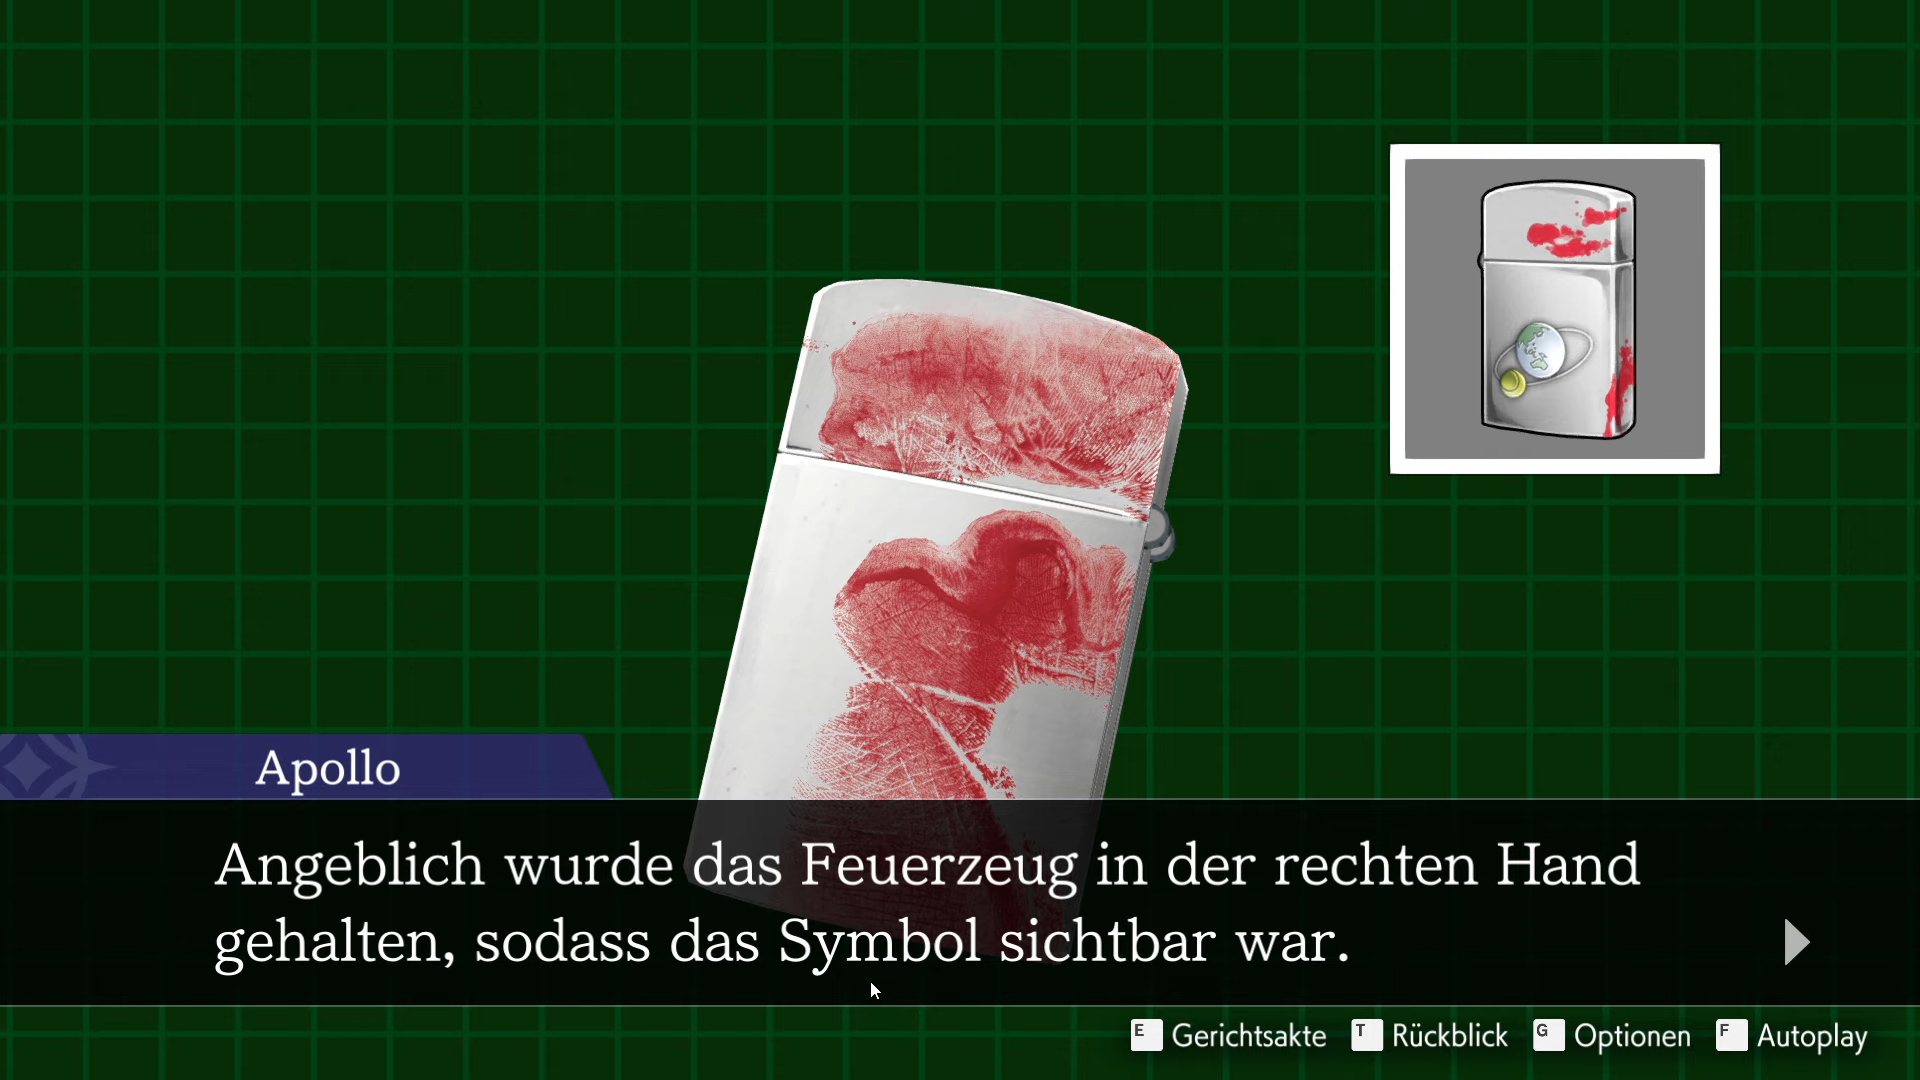 Apollo
Angeblich wurde das Feuerzeug in der rechten Hand
gehalten, sodass das Symbol sichtbar war.
E Gerichtsakte T Rückblick G Optionen F Autoplay